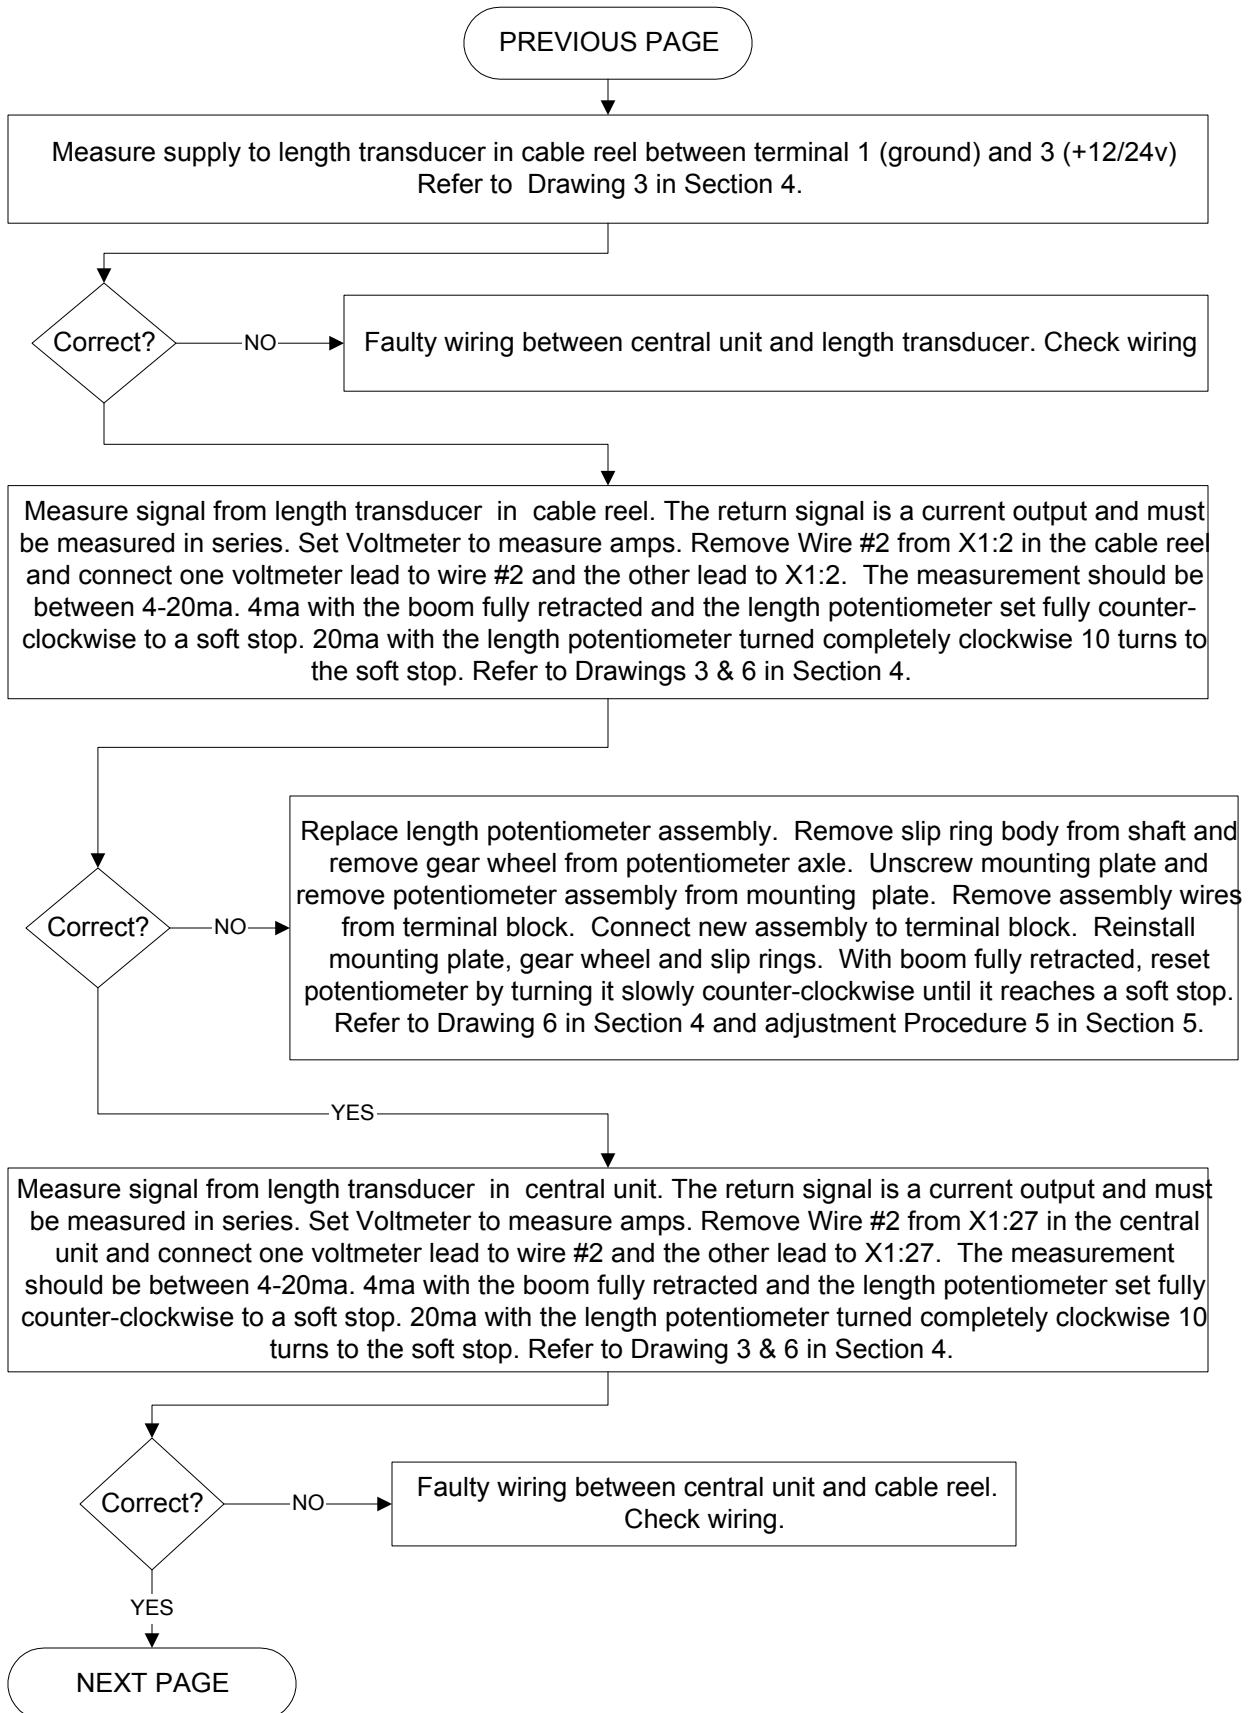 PREVIOUS PAGE
Measure supply to length transducer in cable reel between terminal 1 (ground) and 3 (+12/24v)
Refer to Drawing 3 in Section 4.
Correct?
NO
Faulty wiring between central unit and length transducer. Check wiring
Measure signal from length transducer in cable reel. The return signal is a current output and must
be measured in series. Set Voltmeter to measure amps. Remove Wire #2 from X1:2 in the cable reel
and connect one voltmeter lead to wire #2 and the other lead to X1:2. The measurement should be
between 4-20ma. 4ma with the boom fully retracted and the length potentiometer set fully counter-
clockwise to a soft stop. 20ma with the length potentiometer turned completely clockwise 10 turns to
the soft stop. Refer to Drawings 3 & 6 in Section 4.
Correct?
NO
Replace length potentiometer assembly. Remove slip ring body from shaft and
remove gear wheel from potentiometer axle. Unscrew mounting plate and
remove potentiometer assembly from mounting plate. Remove assembly wires
from terminal block. Connect new assembly to terminal block. Reinstall
mounting plate, gear wheel and slip rings. With boom fully retracted, reset
potentiometer by turning it slowly counter-clockwise until it reaches a soft stop.
Refer to Drawing 6 in Section 4 and adjustment Procedure 5 in Section 5.
YES
Measure signal from length transducer in central unit. The return signal is a current output and must
be measured in series. Set Voltmeter to measure amps. Remove Wire #2 from X1:27 in the central
unit and connect one voltmeter lead to wire #2 and the other lead to X1:27. The measurement
should be between 4-20ma. 4ma with the boom fully retracted and the length potentiometer set fully
counter-clockwise to a soft stop. 20ma with the length potentiometer turned completely clockwise 10
turns to the soft stop. Refer to Drawing 3 & 6 in Section 4.
Correct?
NO
Faulty wiring between central unit and cable reel.
Check wiring.
YES
NEXT PAGE